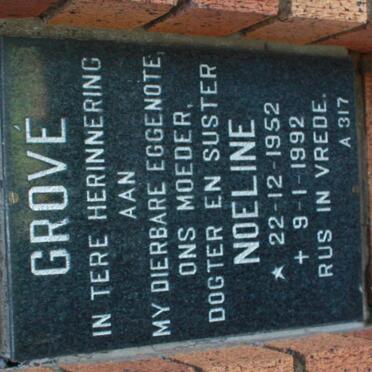 GROVÉ
IN TERE HERINNERING
AAN
MY DIERBARE EGGENOTE,
ONS MOEDER,
DOGTER EN SUSTER
NOELINE
★ 22-12-1952
+ 9-1-1992
RUS IN VREDE.
A 317